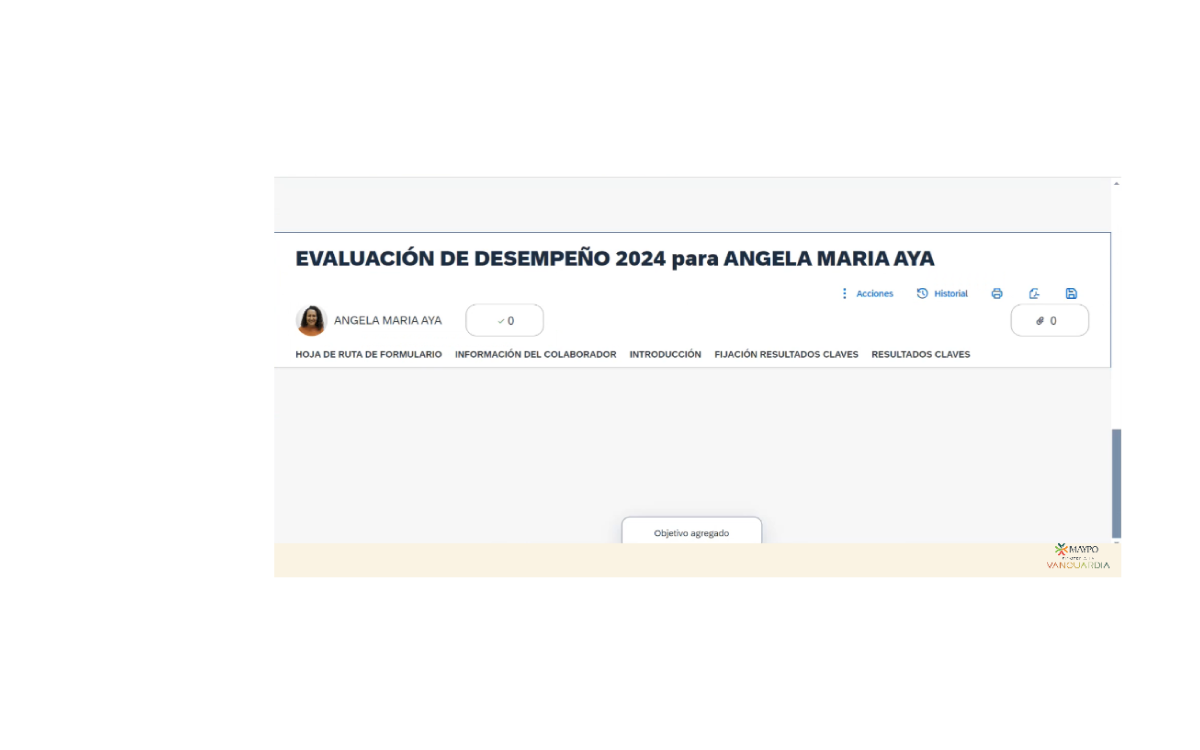 EVALUACIÓN DE DESEMPEÑO 2024 para ANGELA MARIA AYA
Acciones Historial
ANGELA MARIA AYA 0 0
HOJA DE RUTA DE FORMULARIO INFORMACIÓN DEL COLABORADOR INTRODUCCIÓN FIJACIÓN RESULTADOS CLAVES RESULTADOS CLAVES
Objetivo agregado
MAYPO
VANGUARDIA